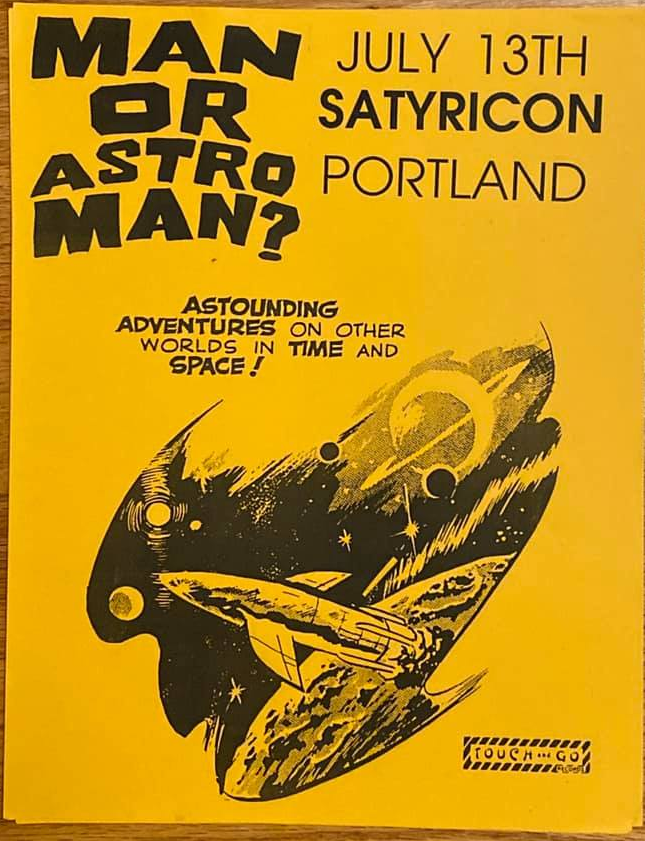 MAN
OR
ASTRO
MAN?
JULY 13TH
SATYRICON
PORTLAND
ASTOUNDING
ADVENTURES ON OTHER
WORLDS IN TIME AND
SPACE!
TOUCH AND GO